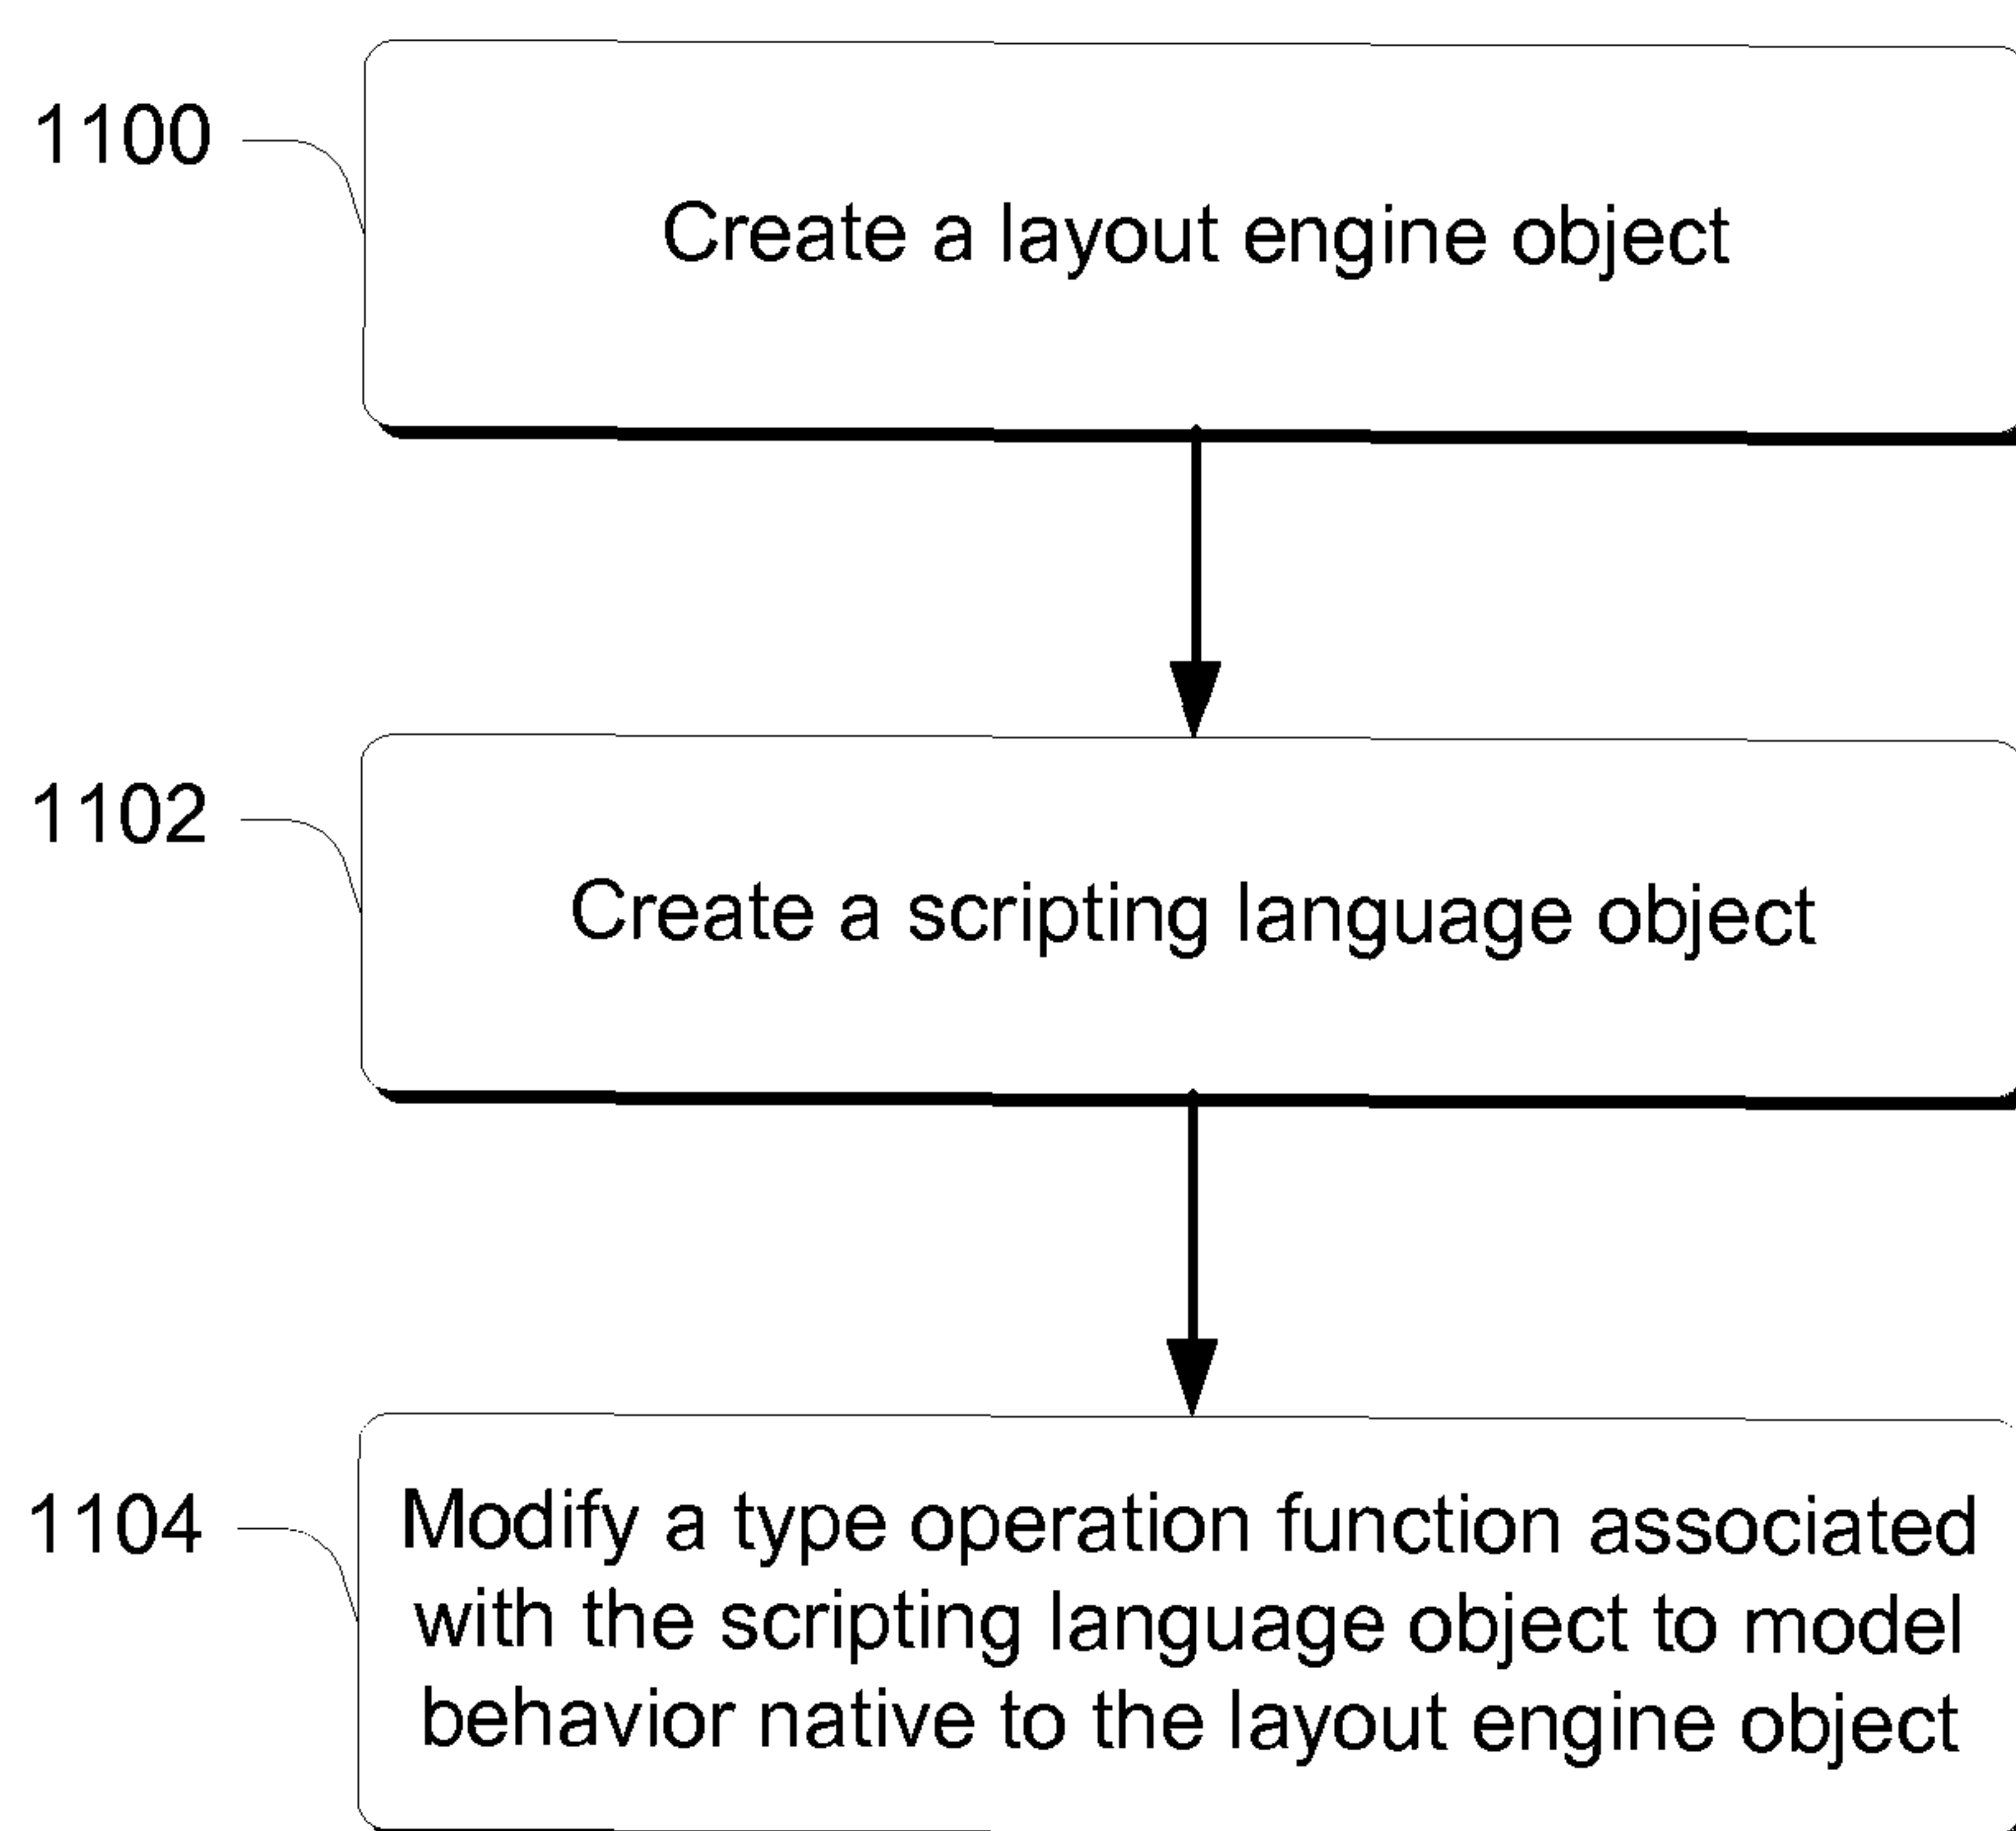 1100
Create a layout engine object
1102
Create a scripting language object
1104
Modify a type operation function associated
with the scripting language object to model
behavior native to the layout engine object